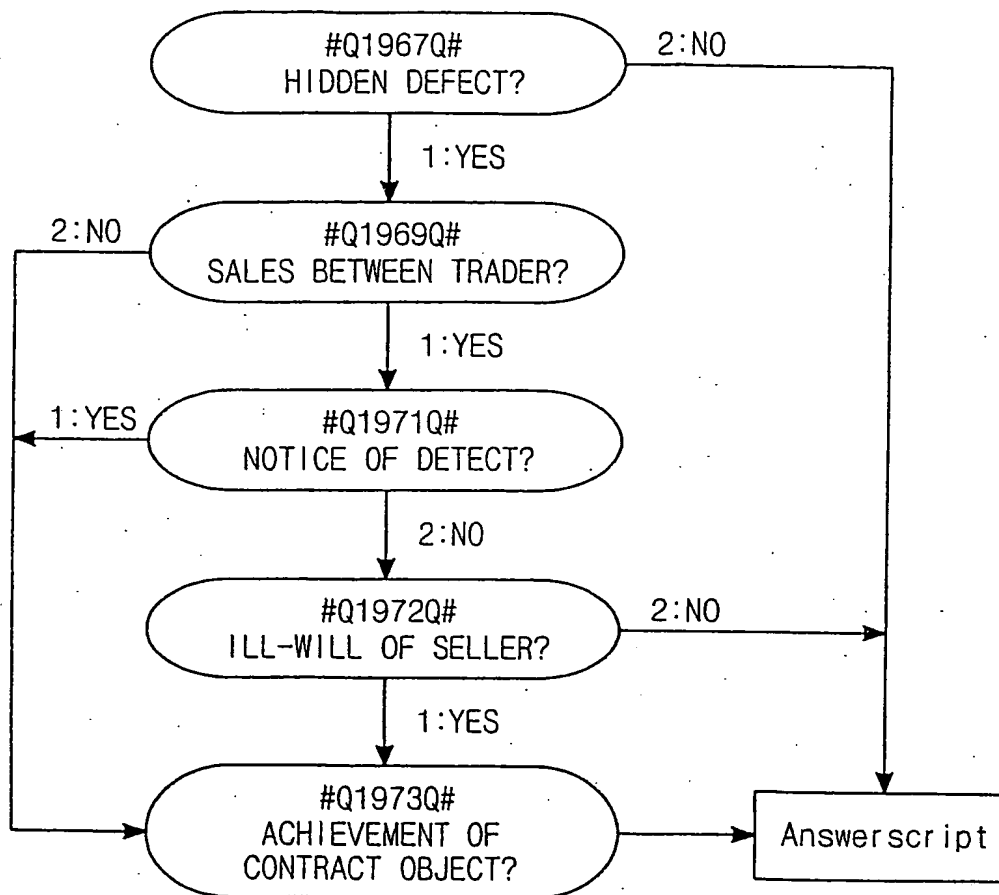 #Q1967Q#
HIDDEN DEFECT?
2:NO
1:YES
2:NO
#Q1969Q#
SALES BETWEEN TRADER?
1:YES
1:YES
#Q1971Q#
NOTICE OF DETECT?
2:NO
#Q1972Q#
ILL-WILL OF SELLER?
2:NO
1:YES
#Q1973Q#
ACHIEVEMENT OF
CONTRACT OBJECT?
Answerscript